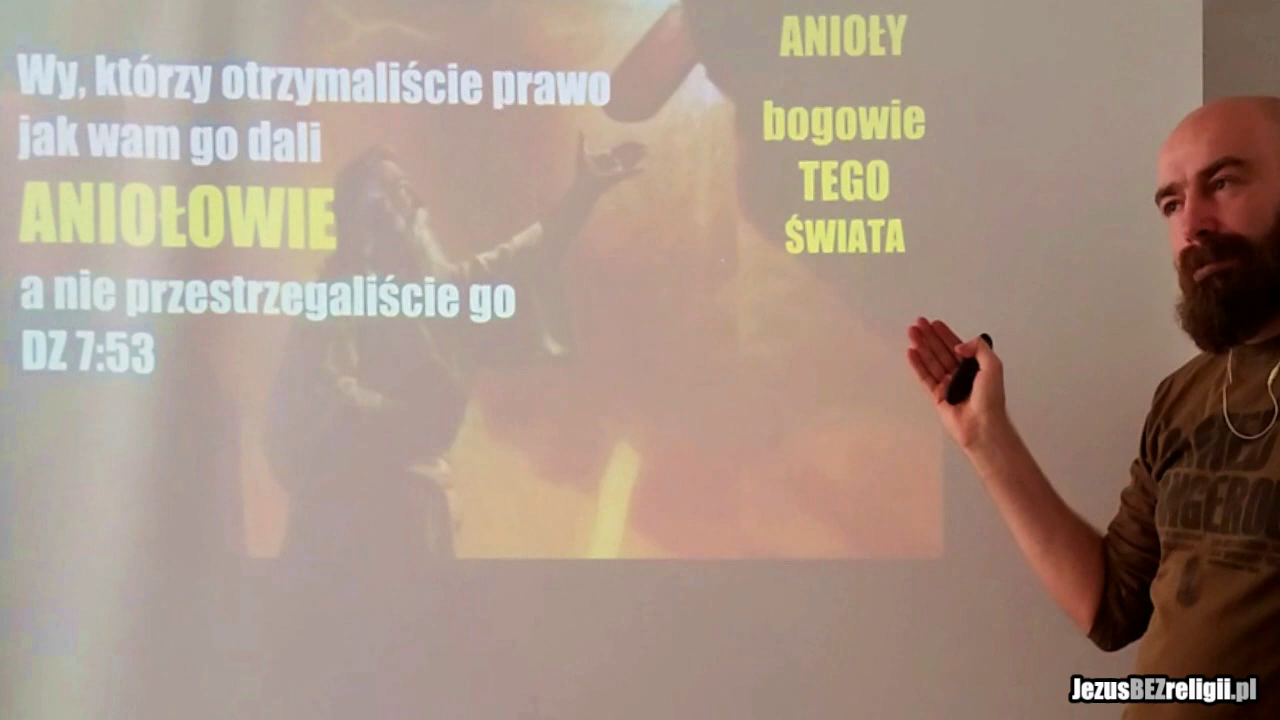 Wy, którzy otrzymaliście prawo
jak wam go dali
ANIOŁOWIE
a nie przestrzegaliście go
DZ 7:53
ANIOŁY
bogowie
TEGO
ŚWIATA
JezusBEZreligii.pl